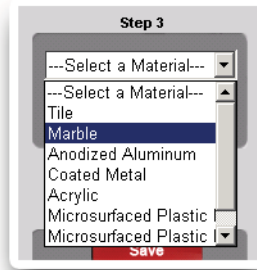 Step 3
---Select a Material---
---Select a Material---
Tile
Marble
Anodized Aluminum
Coated Metal
Acrylic
Microsurfaced Plastic
Microsurfaced Plastic
Save